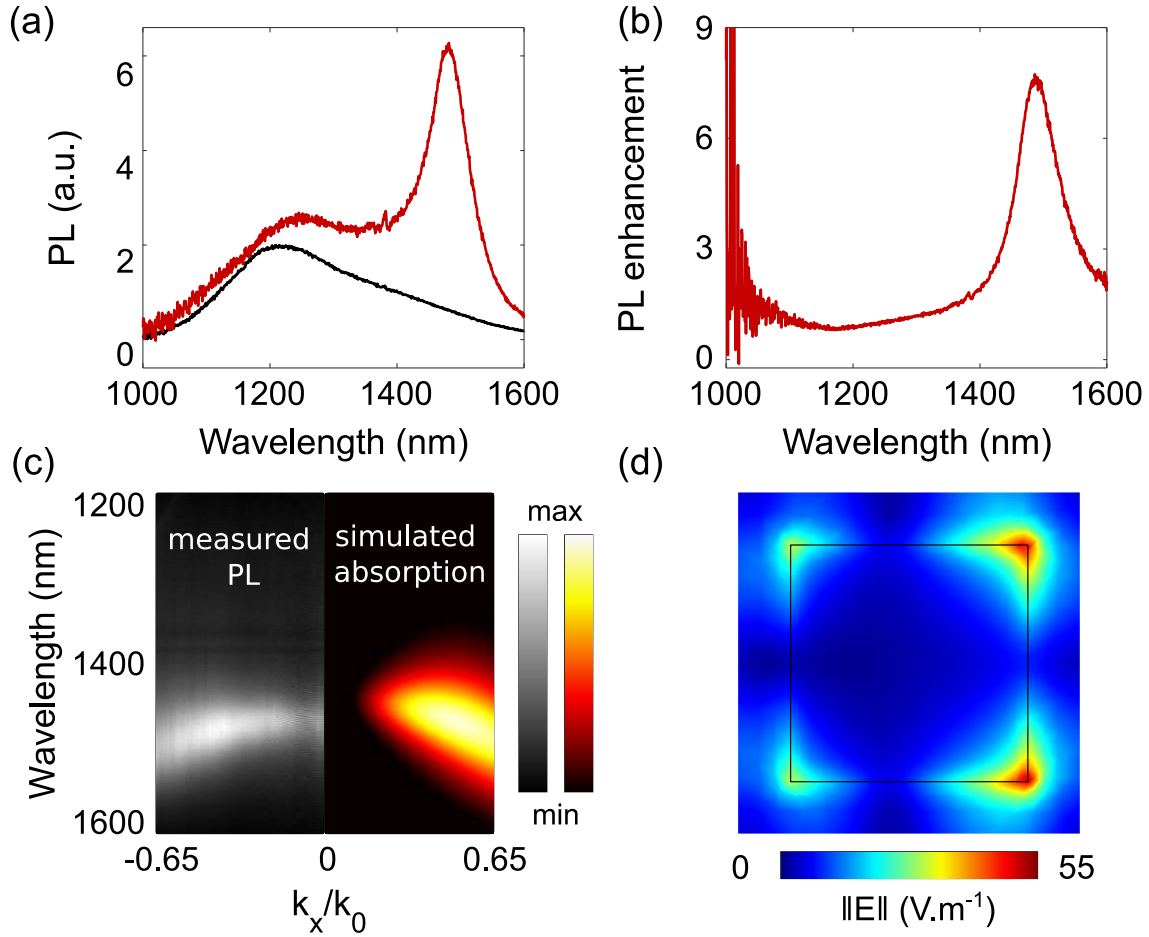 (a)
6
4
2
0
PL (a.u.)
1000 1200 1400 1600
Wavelength (nm)
(b)
9
6
3
0
PL enhancement
1000 1200 1400 1600
Wavelength (nm)
(c)
1200
1400
1600
Wavelength (nm)
measured
PL
simulated
absorption
-0.65 0 0.65
kₓ/k₀
max
min
(d)
0 55
‖E‖ (V.m⁻¹)